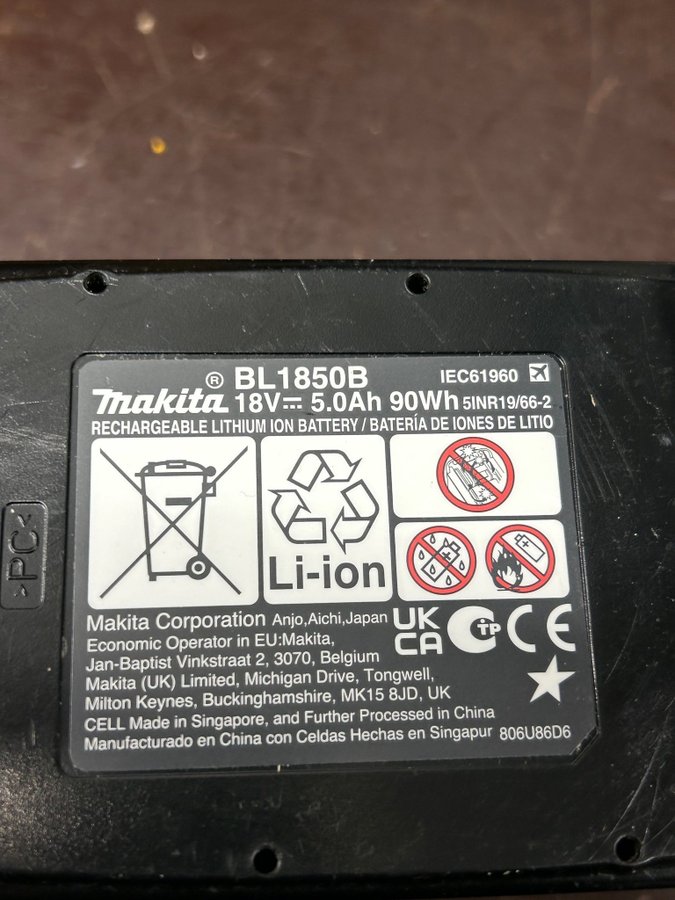 ® BL1850B IEC61960
makita 18V⎓ 5.0Ah 90Wh 5INR19/66-2
RECHARGEABLE LITHIUM ION BATTERY / BATERÍA DE IONES DE LITIO
Li-ion
>PC<
Makita Corporation Anjo,Aichi,Japan
Economic Operator in EU:Makita,
Jan-Baptist Vinkstraat 2, 3070, Belgium
Makita (UK) Limited, Michigan Drive, Tongwell,
Milton Keynes, Buckinghamshire, MK15 8JD, UK
CELL Made in Singapore, and Further Processed in China
Manufacturado en China con Celdas Hechas en Singapur 806U86D6
UK
CA
TP
CE